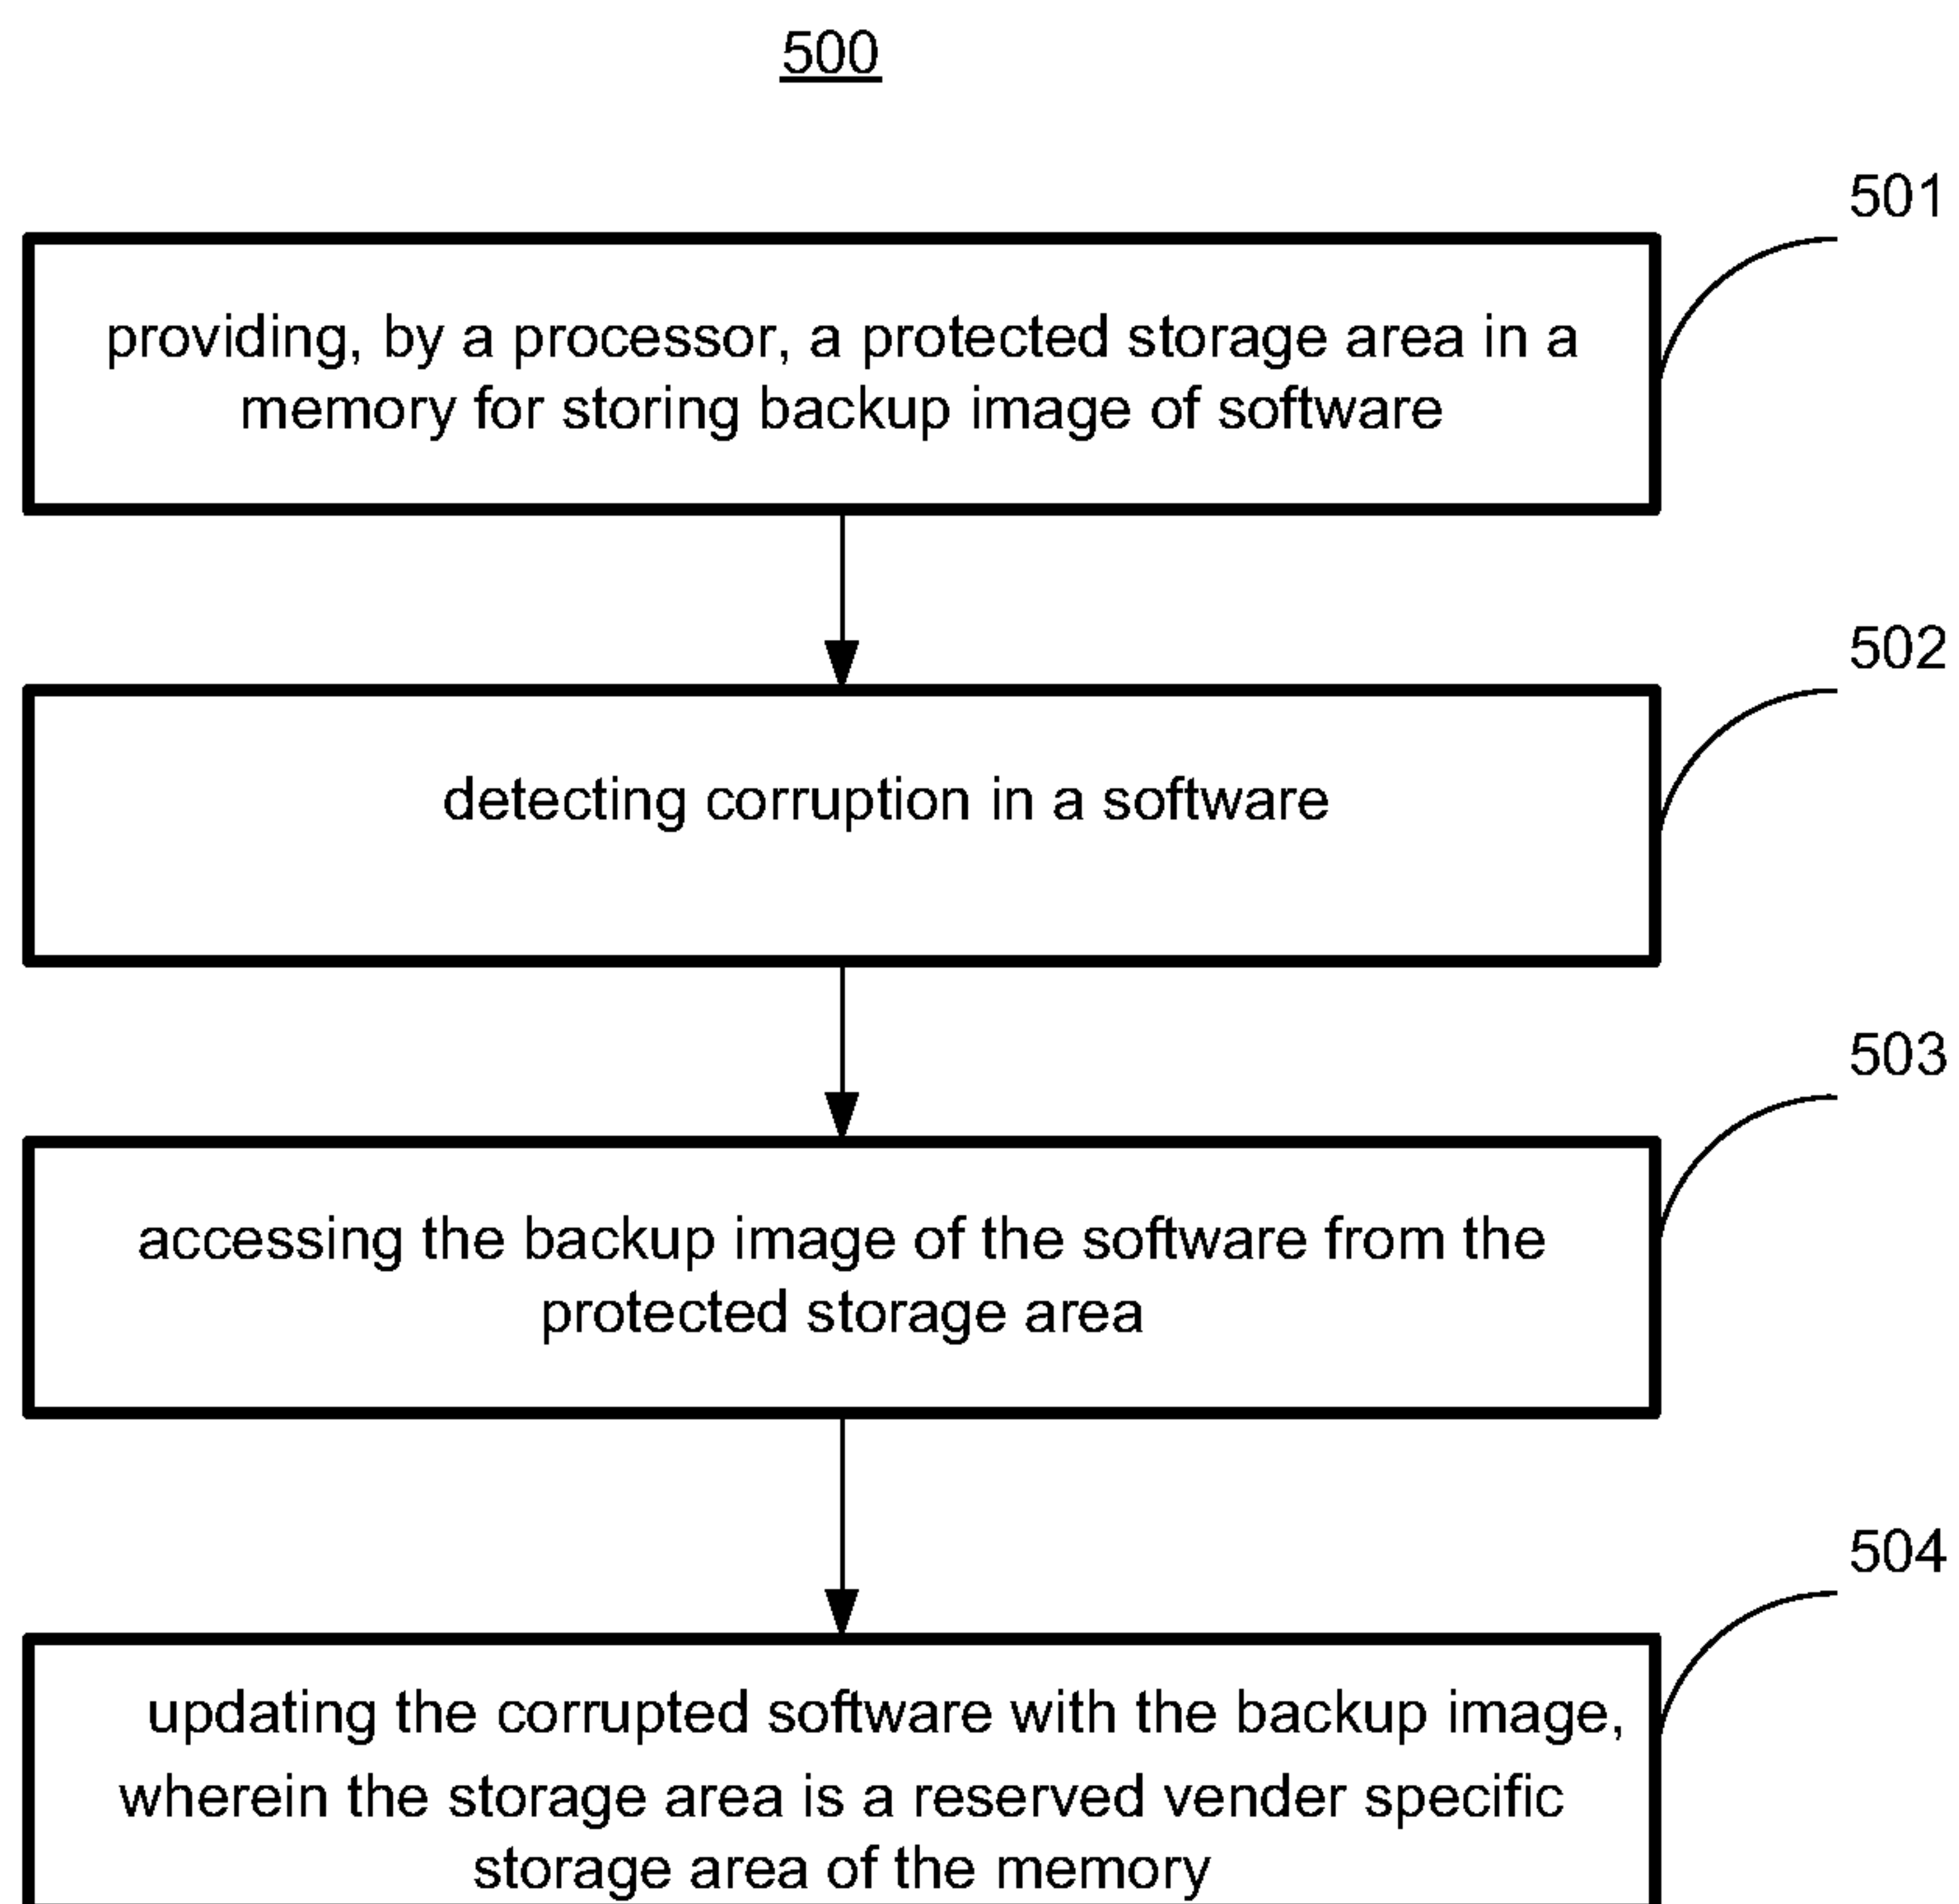 500
501
providing, by a processor, a protected storage area in a
memory for storing backup image of software
502
detecting corruption in a software
503
accessing the backup image of the software from the
protected storage area
504
updating the corrupted software with the backup image,
wherein the storage area is a reserved vender specific
storage area of the memory